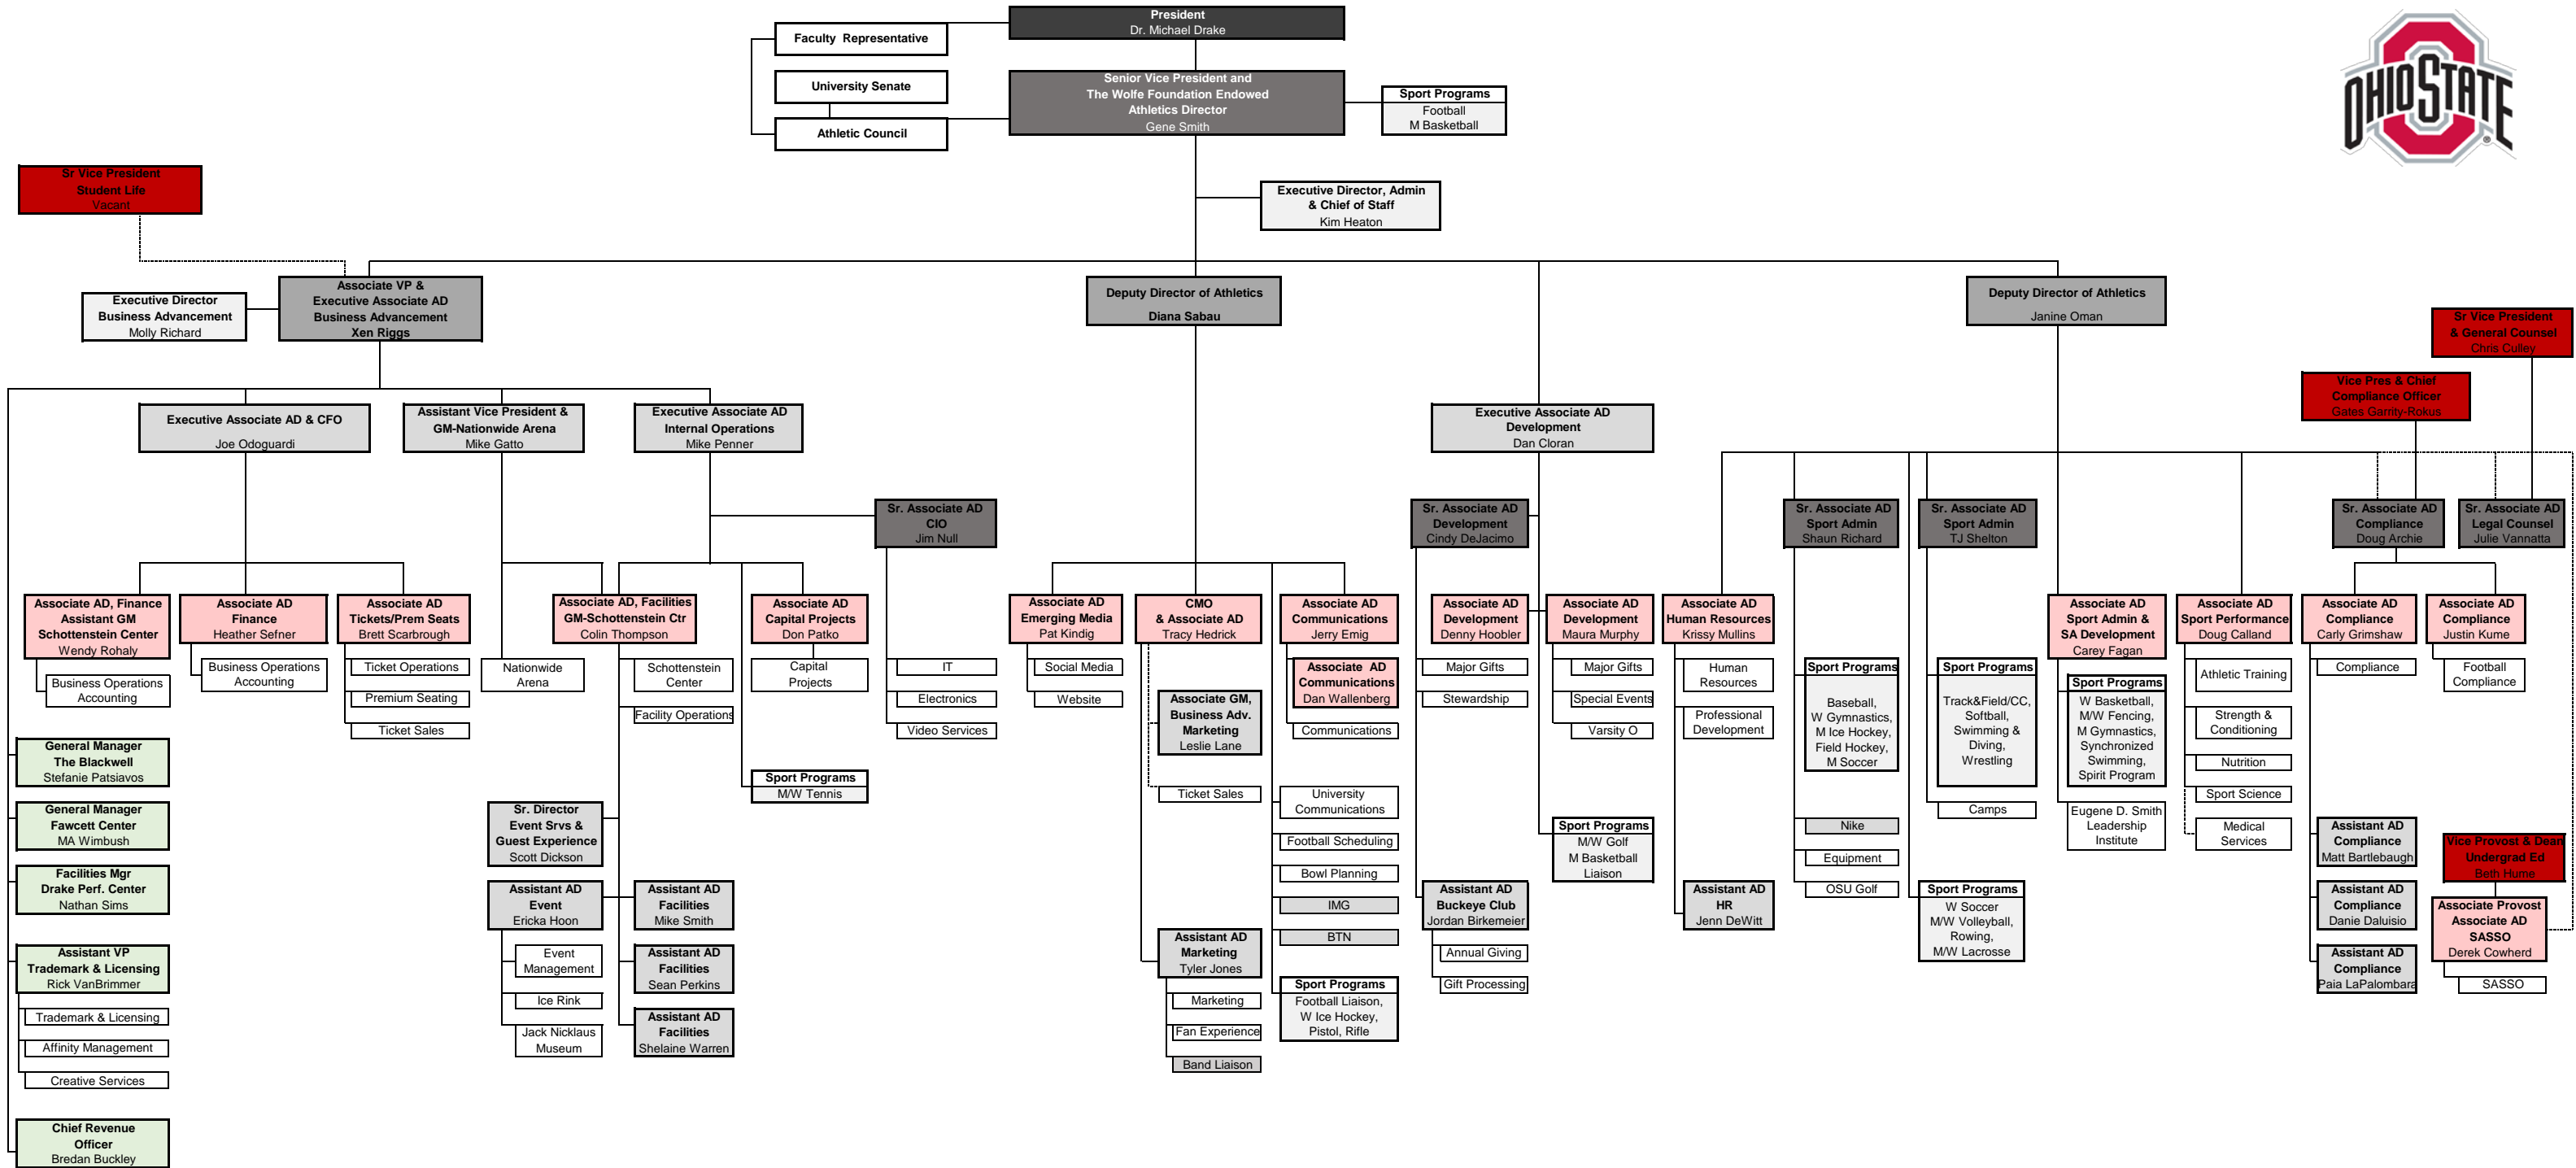 President
Dr. Michael Drake
Faculty  Representative
University Senate
Athletic Council
Senior Vice President and
The Wolfe Foundation Endowed
Athletics Director
Gene Smith
Sport Programs
Football
M Basketball
OHIO STATE
®
Sr Vice President
Student Life
Vacant
Executive Director, Admin
& Chief of Staff
Kim Heaton
Executive Director
Business Advancement
Molly Richard
Associate VP &
Executive Associate AD
Business Advancement
Xen Riggs
Deputy Director of Athletics
Diana Sabau
Deputy Director of Athletics
Janine Oman
Sr Vice President
& General Counsel
Chris Culley
Vice Pres & Chief
Compliance Officer
Gates Garrity-Rokus
Executive Associate AD & CFO
Joe Odoguardi
Assistant Vice President &
GM-Nationwide Arena
Mike Gatto
Executive Associate AD
Internal Operations
Mike Penner
Executive Associate AD
Development
Dan Cloran
Sr. Associate AD
CIO
Jim Null
Sr. Associate AD
Development
Cindy DeJacimo
Sr. Associate AD
Sport Admin
Shaun Richard
Sr. Associate AD
Sport Admin
TJ Shelton
Sr. Associate AD
Compliance
Doug Archie
Sr. Associate AD
Legal Counsel
Julie Vannatta
Associate AD, Finance
Assistant GM
Schottenstein Center
Wendy Rohaly
Business Operations
Accounting
Associate AD
Finance
Heather Sefner
Business Operations
Accounting
Associate AD
Tickets/Prem Seats
Brett Scarbrough
Ticket Operations
Premium Seating
Ticket Sales
Nationwide
Arena
Associate AD, Facilities
GM-Schottenstein Ctr
Colin Thompson
Schottenstein
Center
Facility Operations
Associate AD
Capital Projects
Don Patko
Capital
Projects
Sport Programs
M/W Tennis
IT
Electronics
Video Services
Associate AD
Emerging Media
Pat Kindig
Social Media
Website
CMO
& Associate AD
Tracy Hedrick
Associate GM,
Business Adv.
Marketing
Leslie Lane
Ticket Sales
Assistant AD
Marketing
Tyler Jones
Marketing
Fan Experience
Band Liaison
Associate AD
Communications
Jerry Emig
Associate  AD
Communications
Dan Wallenberg
Communications
University
Communications
Football Scheduling
Bowl Planning
IMG
BTN
Sport Programs
Football Liaison,
W Ice Hockey,
Pistol, Rifle
Associate AD
Development
Denny Hoobler
Major Gifts
Stewardship
Assistant AD
Buckeye Club
Jordan Birkemeier
Annual Giving
Gift Processing
Associate AD
Development
Maura Murphy
Major Gifts
Special Events
Varsity O
Sport Programs
M/W Golf
M Basketball
Liaison
Associate AD
Human Resources
Krissy Mullins
Human
Resources
Professional
Development
Assistant AD
HR
Jenn DeWitt
Sport Programs
Baseball,
W Gymnastics,
M Ice Hockey,
Field Hockey,
M Soccer
Nike
Equipment
OSU Golf
Sport Programs
Track&Field/CC,
Softball,
Swimming &
Diving,
Wrestling
Camps
Sport Programs
W Soccer
M/W Volleyball,
Rowing,
M/W Lacrosse
Associate AD
Sport Admin &
SA Development
Carey Fagan
Sport Programs
W Basketball,
M/W Fencing,
M Gymnastics,
Synchronized
Swimming,
Spirit Program
Eugene D. Smith
Leadership
Institute
Associate AD
Sport Performance
Doug Calland
Athletic Training
Strength &
Conditioning
Nutrition
Sport Science
Medical
Services
Associate AD
Compliance
Carly Grimshaw
Compliance
Assistant AD
Compliance
Matt Bartlebaugh
Assistant AD
Compliance
Danie Daluisio
Assistant AD
Compliance
Paia LaPalombara
Associate AD
Compliance
Justin Kume
Football
Compliance
Vice Provost & Dean
Undergrad Ed
Beth Hume
Associate Provost
Associate AD
SASSO
Derek Cowherd
SASSO
General Manager
The Blackwell
Stefanie Patsiavos
General Manager
Fawcett Center
MA Wimbush
Facilities Mgr
Drake Perf. Center
Nathan Sims
Assistant VP
Trademark & Licensing
Rick VanBrimmer
Trademark & Licensing
Affinity Management
Creative Services
Chief Revenue
Officer
Bredan Buckley
Sr. Director
Event Srvs &
Guest Experience
Scott Dickson
Assistant AD
Event
Ericka Hoon
Event
Management
Ice Rink
Jack Nicklaus
Museum
Assistant AD
Facilities
Mike Smith
Assistant AD
Facilities
Sean Perkins
Assistant AD
Facilities
Shelaine Warren